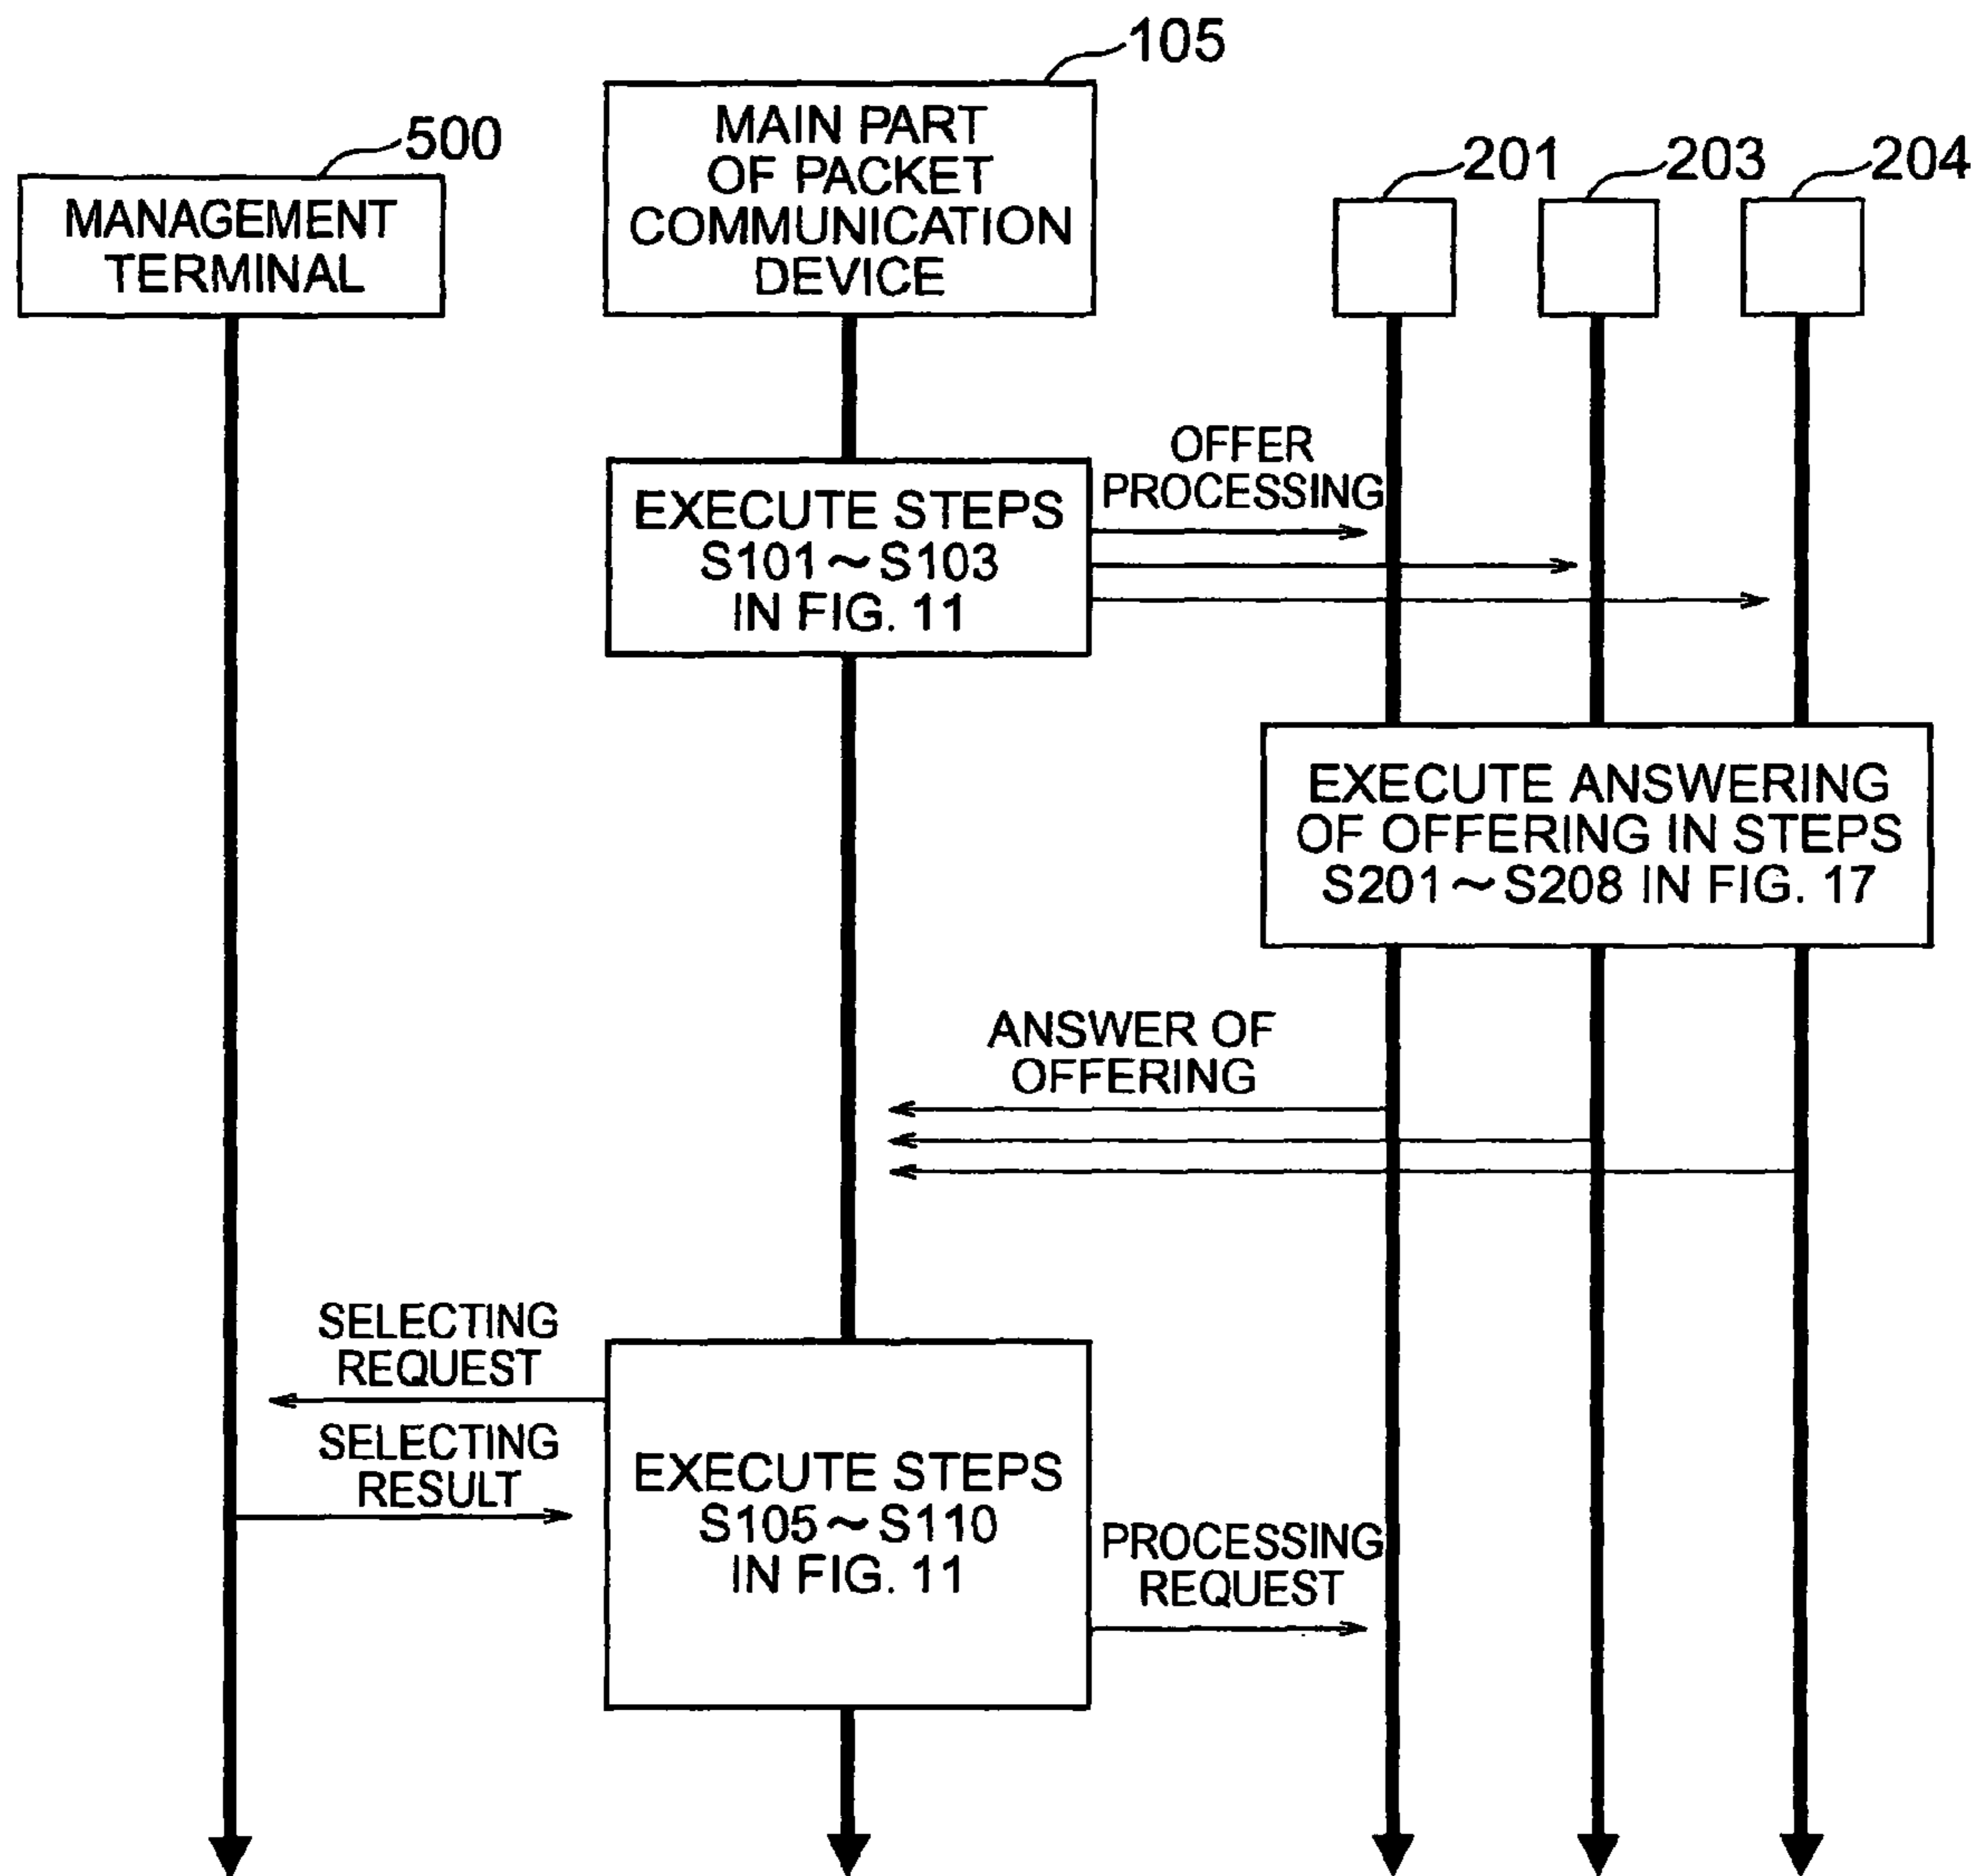 105
MAIN PART
OF PACKET
COMMUNICATION
DEVICE
500
MANAGEMENT
TERMINAL
201
203
204
OFFER
PROCESSING
EXECUTE STEPS
S101~S103
IN FIG. 11
EXECUTE ANSWERING
OF OFFERING IN STEPS
S201~S208 IN FIG. 17
ANSWER OF
OFFERING
SELECTING
REQUEST
SELECTING
RESULT
EXECUTE STEPS
S105~S110
IN FIG. 11
PROCESSING
REQUEST